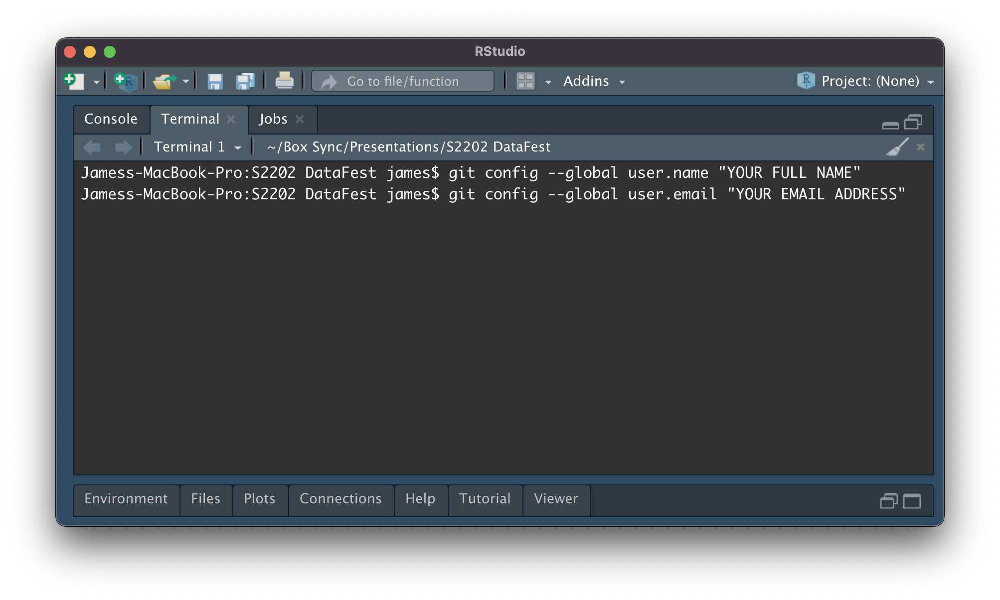 RStudio
Go to file/function
Addins
Project: (None)
Console Terminal Jobs
Terminal 1 ~/Box Sync/Presentations/S2202 DataFest
Jamess-MacBook-Pro:S2202 DataFest james$ git config --global user.name "YOUR FULL NAME"
Jamess-MacBook-Pro:S2202 DataFest james$ git config --global user.email "YOUR EMAIL ADDRESS"
Environment Files Plots Connections Help Tutorial Viewer